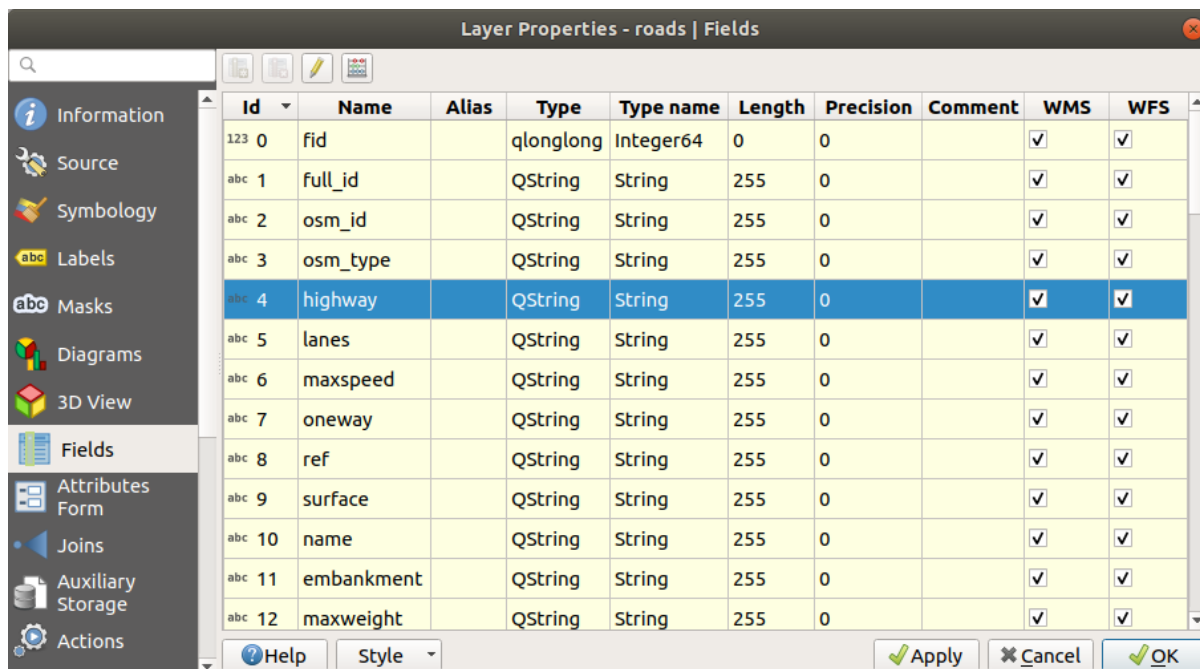 Layer Properties - roads | Fields
Information
Source
Symbology
abc Labels
abc Masks
Diagrams
3D View
Fields
Attributes
Form
Joins
Auxiliary
Storage
Actions
Id Name Alias Type Type name Length Precision Comment WMS WFS
123 0 fid qlonglong Integer64 0 0
abc 1 full_id QString String 255 0
abc 2 osm_id QString String 255 0
abc 3 osm_type QString String 255 0
abc 4 highway QString String 255 0
abc 5 lanes QString String 255 0
abc 6 maxspeed QString String 255 0
abc 7 oneway QString String 255 0
abc 8 ref QString String 255 0
abc 9 surface QString String 255 0
abc 10 name QString String 255 0
abc 11 embankment QString String 255 0
abc 12 maxweight QString String 255 0
Help Style Apply Cancel OK